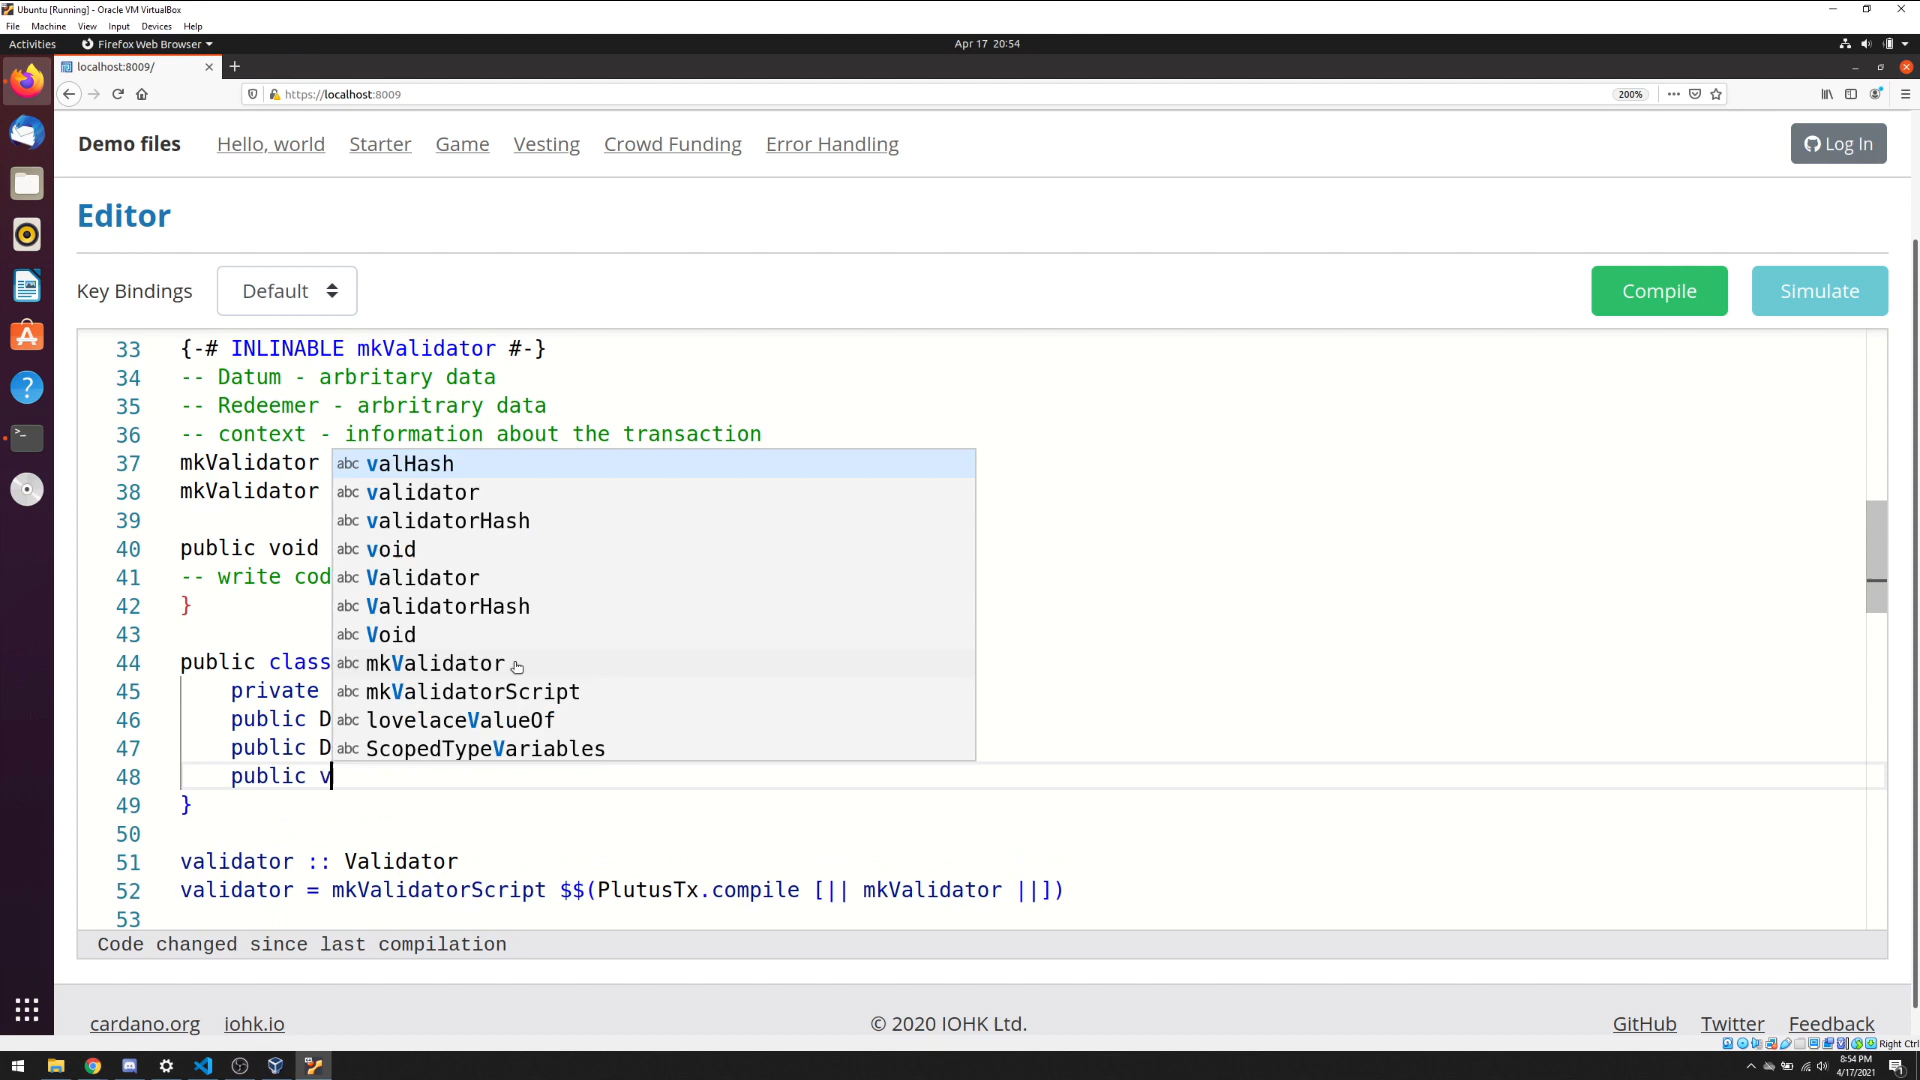 Ubuntu [Running] - Oracle VM VirtualBox
File Machine View Input Devices Help
Activities Firefox Web Browser Apr 17 20:54
localhost:8009/
https://localhost:8009 200%
Demo files Hello, world Starter Game Vesting Crowd Funding Error Handling Log In
Editor
Key Bindings Default Compile Simulate
33 {-# INLINABLE mkValidator #-}
34 -- Datum - arbritary data
35 -- Redeemer - arbritrary data
36 -- context - information about the transaction
37 mkValidator abc valHash
38 mkValidator abc validator
39 abc validatorHash
40 public void abc void
41 -- write cod abc Validator
42 } abc ValidatorHash
43 abc Void
44 public class abc mkValidator
45 private abc mkValidatorScript
46 public D abc lovelaceValueOf
47 public D abc ScopedTypeVariables
48 public v
49 }
50
51 validator :: Validator
52 validator = mkValidatorScript $$(PlutusTx.compile [|| mkValidator ||])
53
Code changed since last compilation
cardano.org iohk.io © 2020 IOHK Ltd. GitHub Twitter Feedback
Right Ctrl
8:54 PM
4/17/2021